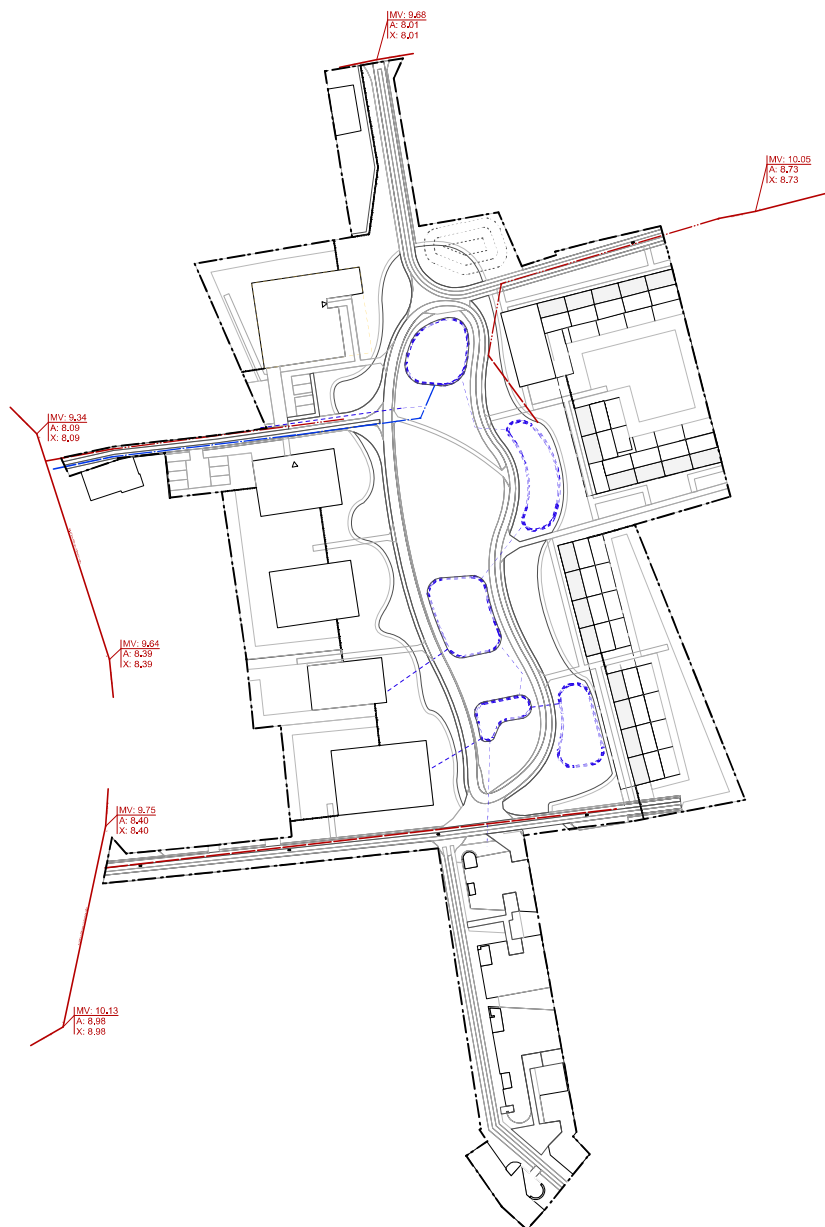 MV: 9.68
A: 8.01
X: 8.01
MV: 10.05
A: 8.73
X: 8.73
MV: 9.34
A: 8.09
X: 8.09
MV: 9.64
A: 8.39
X: 8.39
MV: 9.75
A: 8.40
X: 8.40
MV: 10.13
A: 8.98
X: 8.98